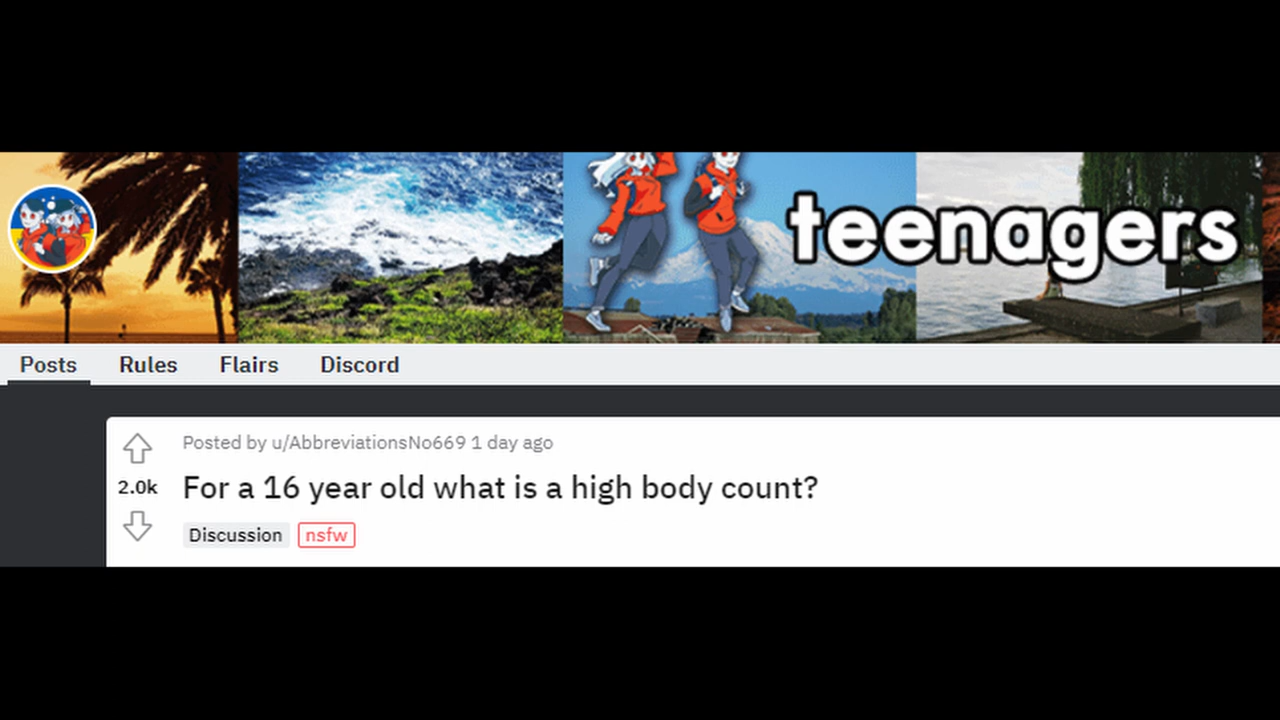 teenagers
Posts Rules Flairs Discord
Posted by u/AbbreviationsNo669 1 day ago
2.0k For a 16 year old what is a high body count?
Discussion nsfw